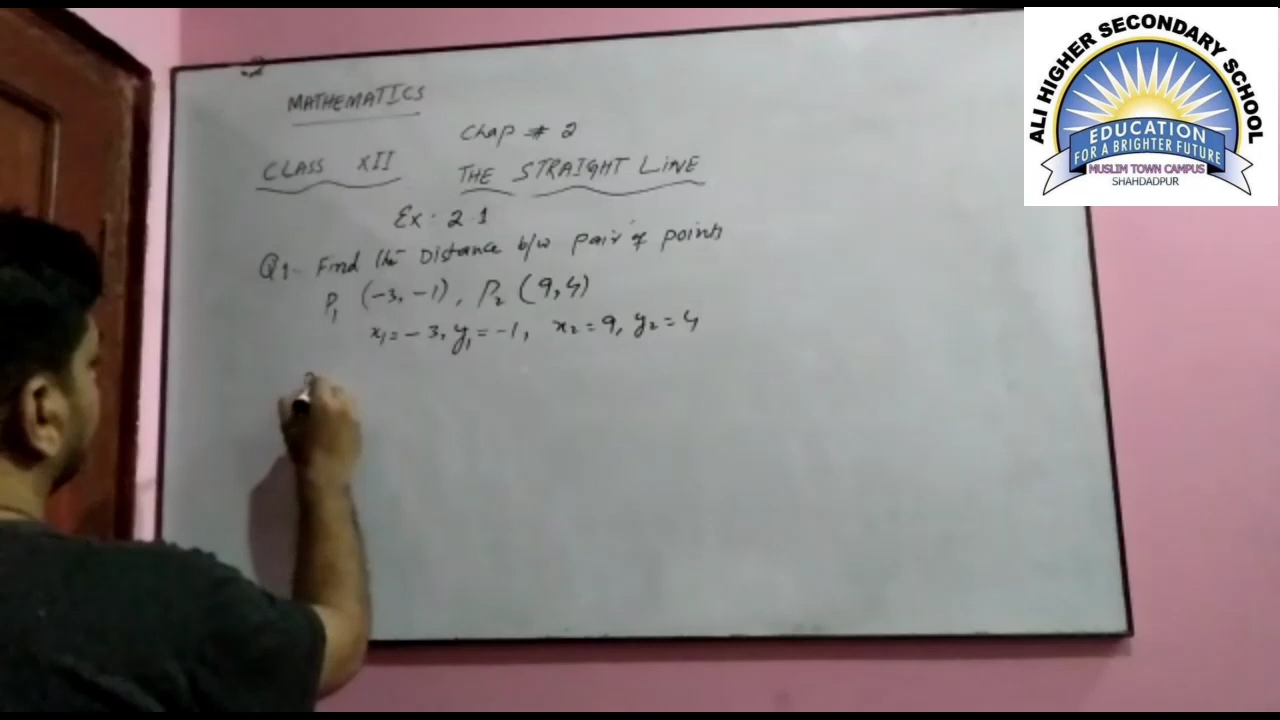 MATHEMATICS
Chap # 2
CLASS XII THE STRAIGHT LINE
Ex. 2.1
Q1- Find the Distance b/w pair of points
P₁ (-3, -1), P₂ (9, 4)
x₁ = -3, y₁ = -1, x₂ = 9, y₂ = 4
ALI HIGHER SECONDARY SCHOOL
EDUCATION
FOR A BRIGHTER FUTURE
MUSLIM TOWN CAMPUS
SHAHDADPUR